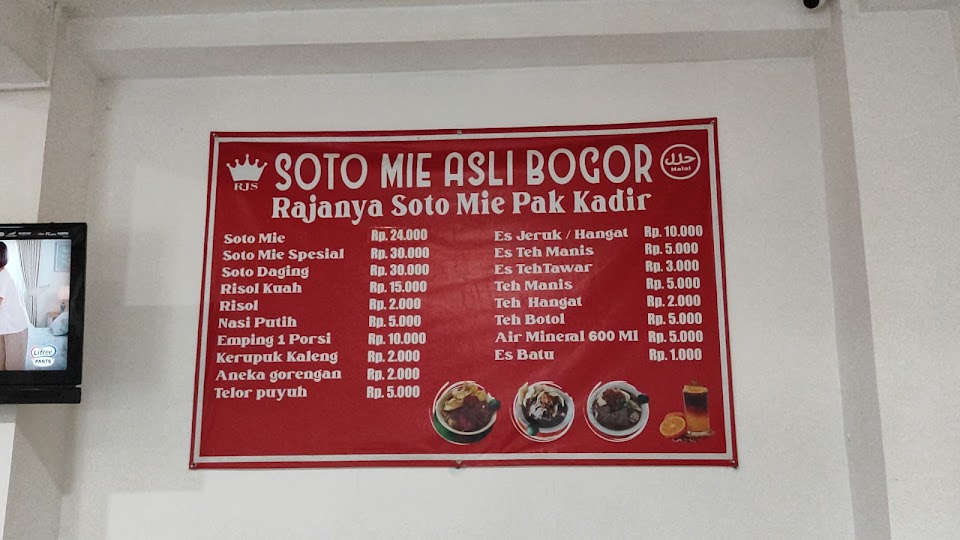 SOTO MIE ASLI BOGOR
RJS
حلال
Halal
Rajanya Soto Mie Pak Kadir
Soto Mie Rp. 24.000
Soto Mie Spesial Rp. 30.000
Soto Daging Rp. 30.000
Risol Kuah Rp. 15.000
Risol Rp. 2.000
Nasi Putih Rp. 5.000
Emping 1 Porsi Rp. 10.000
Kerupuk Kaleng Rp. 2.000
Aneka gorengan Rp. 2.000
Telor puyuh Rp. 5.000
Es Jeruk / Hangat Rp. 10.000
Es Teh Manis Rp. 5.000
Es TehTawar Rp. 3.000
Teh Manis Rp. 5.000
Teh Hangat Rp. 2.000
Teh Botol Rp. 5.000
Air Mineral 600 Ml Rp. 5.000
Es Batu Rp. 1.000
Lifree
PANTS